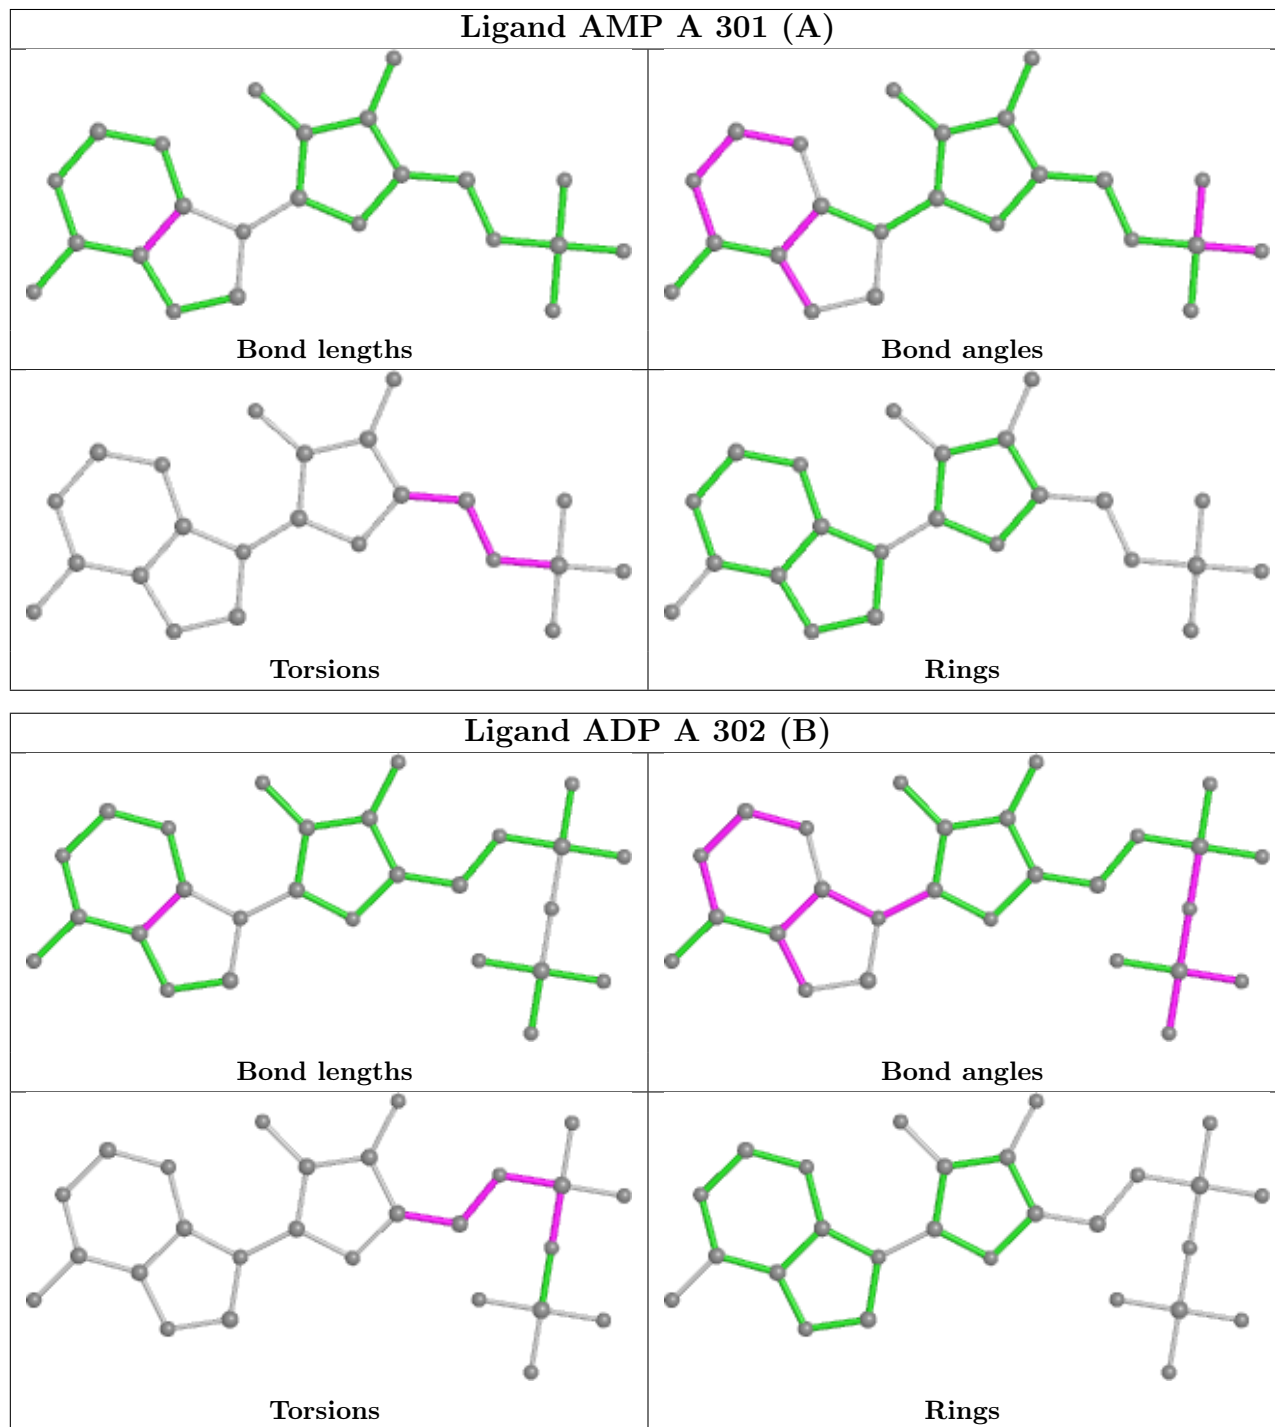 Ligand AMP A 301 (A)
Bond lengths
Bond angles
Torsions
Rings
Ligand ADP A 302 (B)
Bond lengths
Bond angles
Torsions
Rings